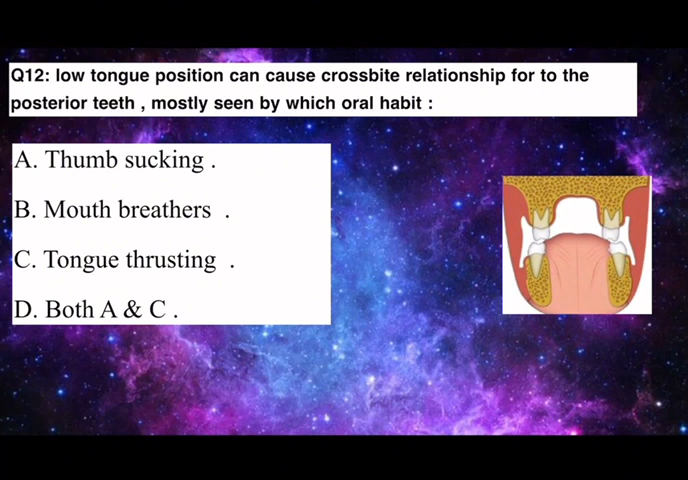 Q12: low tongue position can cause crossbite relationship for to the
posterior teeth , mostly seen by which oral habit :
A. Thumb sucking .
B. Mouth breathers .
C. Tongue thrusting .
D. Both A & C .